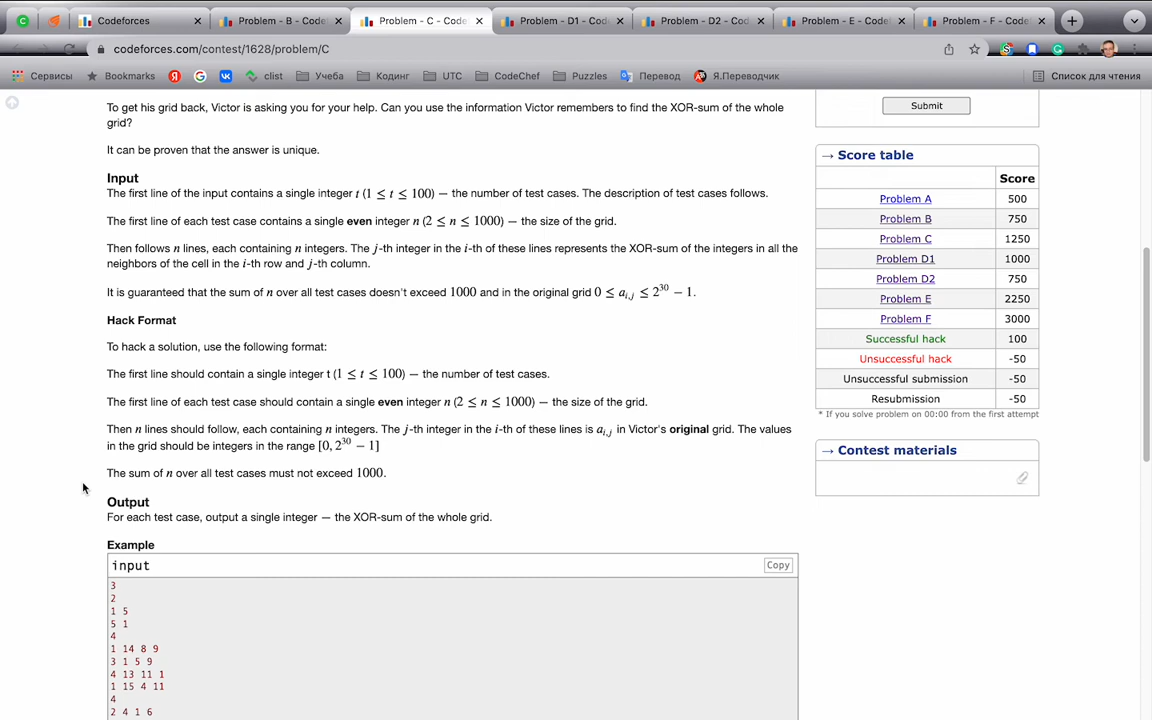 Codeforces
Problem - B - Codef
Problem - C - Codef
Problem - D1 - Cod
Problem - D2 - Cod
Problem - E - Codef
Problem - F - Codef
codeforces.com/contest/1628/problem/C
Сервисы
Bookmarks
clist
Учеба
Кодинг
UTC
CodeChef
Puzzles
Перевод
Я.Переводчик
Список для чтения
To get his grid back, Victor is asking you for your help. Can you use the information Victor remembers to find the XOR-sum of the whole
grid?
It can be proven that the answer is unique.
Input
The first line of the input contains a single integer t (1 ≤ t ≤ 100) — the number of test cases. The description of test cases follows.
The first line of each test case contains a single even integer n (2 ≤ n ≤ 1000) — the size of the grid.
Then follows n lines, each containing n integers. The j-th integer in the i-th of these lines represents the XOR-sum of the integers in all the
neighbors of the cell in the i-th row and j-th column.
It is guaranteed that the sum of n over all test cases doesn't exceed 1000 and in the original grid 0 ≤ a_{i,j} ≤ 2^{30} − 1.
Hack Format
To hack a solution, use the following format:
The first line should contain a single integer t (1 ≤ t ≤ 100) — the number of test cases.
The first line of each test case should contain a single even integer n (2 ≤ n ≤ 1000) — the size of the grid.
Then n lines should follow, each containing n integers. The j-th integer in the i-th of these lines is a_{i,j} in Victor's original grid. The values
in the grid should be integers in the range [0, 2^{30} − 1]
The sum of n over all test cases must not exceed 1000.
Output
For each test case, output a single integer — the XOR-sum of the whole grid.
Example
input
Copy
3
2
1 5
5 1
4
1 14 8 9
3 1 5 9
4 13 11 1
1 15 4 11
4
2 4 1 6
Submit
→ Score table
Score
Problem A 500
Problem B 750
Problem C 1250
Problem D1 1000
Problem D2 750
Problem E 2250
Problem F 3000
Successful hack 100
Unsuccessful hack -50
Unsuccessful submission -50
Resubmission -50
* If you solve problem on 00:00 from the first attempt
→ Contest materials